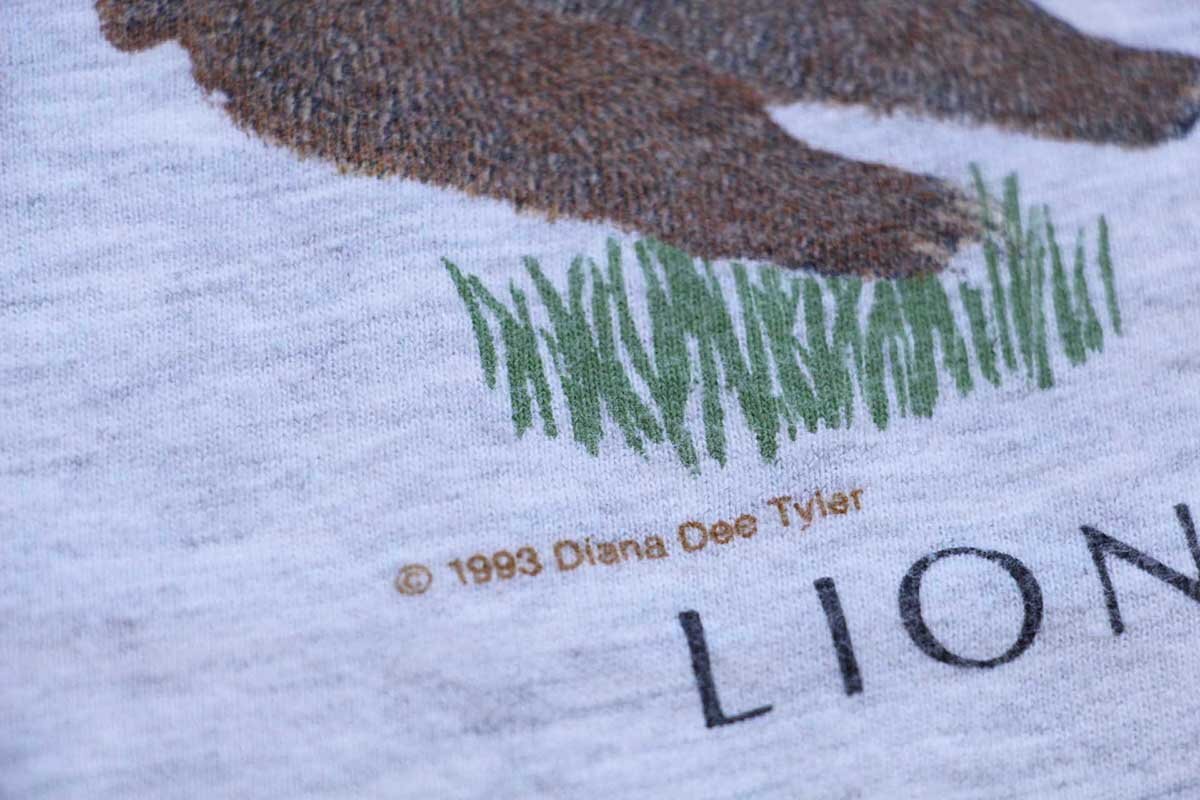 © 1993 Diana Dee Tyler
LION